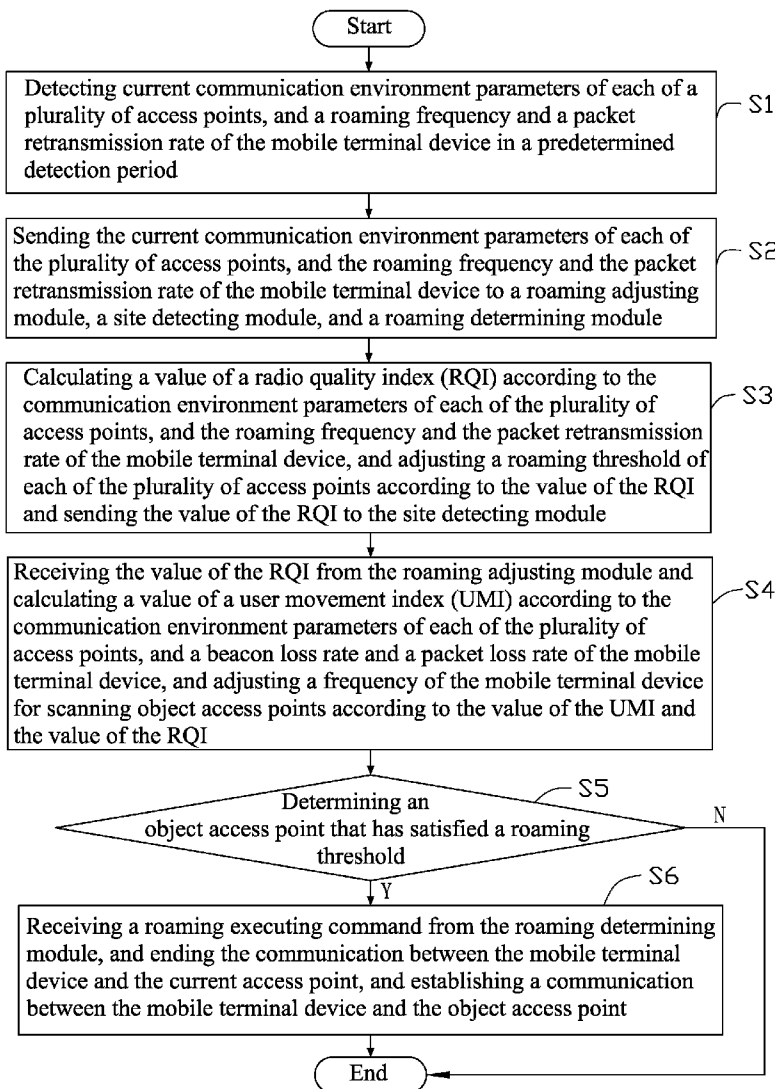 Start
Detecting current communication environment parameters of each of a
plurality of access points, and a roaming frequency and a packet
retransmission rate of the mobile terminal device in a predetermined
detection period
S1
Sending the current communication environment parameters of each of
the plurality of access points, and the roaming frequency and the packet
retransmission rate of the mobile terminal device to a roaming adjusting
module, a site detecting module, and a roaming determining module
S2
Calculating a value of a radio quality index (RQI) according to the
communication environment parameters of each of the plurality of
access points, and the roaming frequency and the packet retransmission
rate of the mobile terminal device, and adjusting a roaming threshold of
each of the plurality of access points according to the value of the RQI
and sending the value of the RQI to the site detecting module
S3
Receiving the value of the RQI from the roaming adjusting module and
calculating a value of a user movement index (UMI) according to the
communication environment parameters of each of the plurality of
access points, and a beacon loss rate and a packet loss rate of the mobile
terminal device, and adjusting a frequency of the mobile terminal device
for scanning object access points according to the value of the UMI and
the value of the RQI
S4
Determining an
object access point that has satisfied a roaming
threshold
S5
N
Y
S6
Receiving a roaming executing command from the roaming determining
module, and ending the communication between the mobile terminal
device and the current access point, and establishing a communication
between the mobile terminal device and the object access point
End